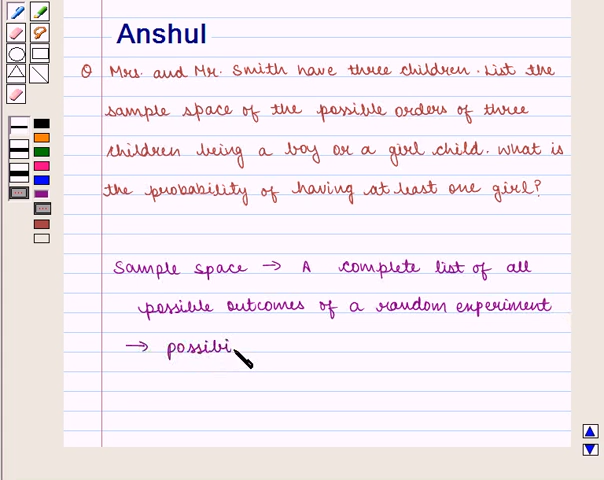 Anshul
Q Mrs. and Mr. Smith have three children. List the
sample space of the possible orders of three
children being a boy or a girl child. What is
the probability of having at least one girl?
Sample space → A complete list of all
possible outcomes of a random experiment
→ possibi